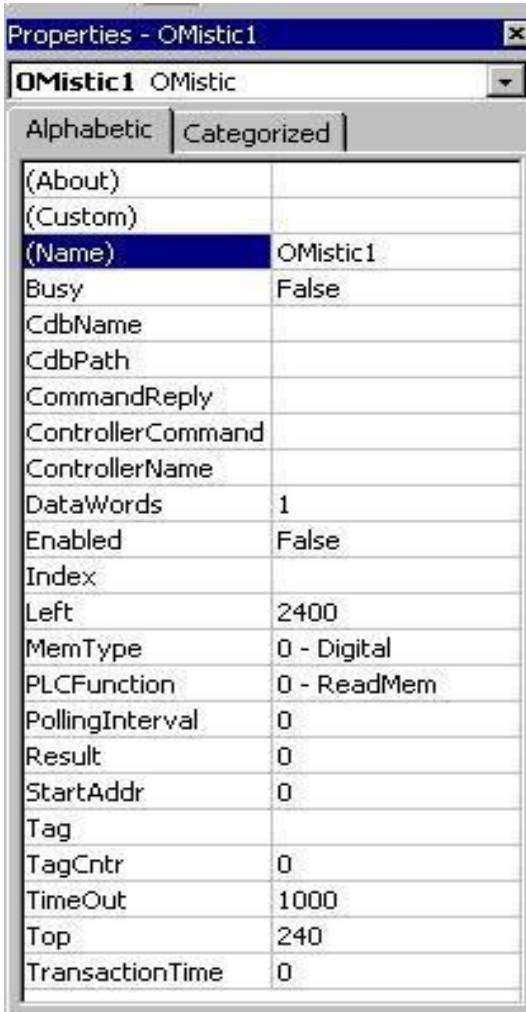 Properties - OMistic1
OMistic1 OMistic
Alphabetic Categorized
(About)
(Custom)
(Name) OMistic1
Busy False
CdbName
CdbPath
CommandReply
ControllerCommand
ControllerName
DataWords 1
Enabled False
Index
Left 2400
MemType 0 - Digital
PLCFunction 0 - ReadMem
PollingInterval 0
Result 0
StartAddr 0
Tag
TagCntr 0
TimeOut 1000
Top 240
TransactionTime 0